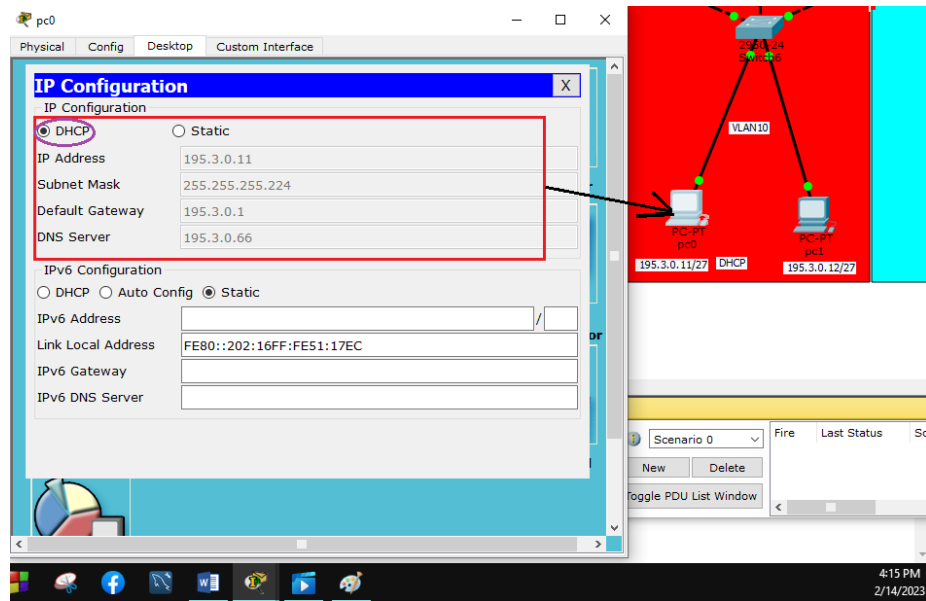 pc0
Physical Config Desktop Custom Interface
IP Configuration X
IP Configuration
DHCP Static
IP Address 195.3.0.11
Subnet Mask 255.255.255.224
Default Gateway 195.3.0.1
DNS Server 195.3.0.66
IPv6 Configuration
DHCP Auto Config Static
IPv6 Address /
Link Local Address FE80::202:16FF:FE51:17EC
IPv6 Gateway
IPv6 DNS Server
or
2950-24
Switch6
VLAN10
PC-PT
pc0
195.3.0.11/27 DHCP
PC-PT
pc1
195.3.0.12/27
Scenario 0
New Delete
Toggle PDU List Window
Fire Last Status
4:15 PM
2/14/2023